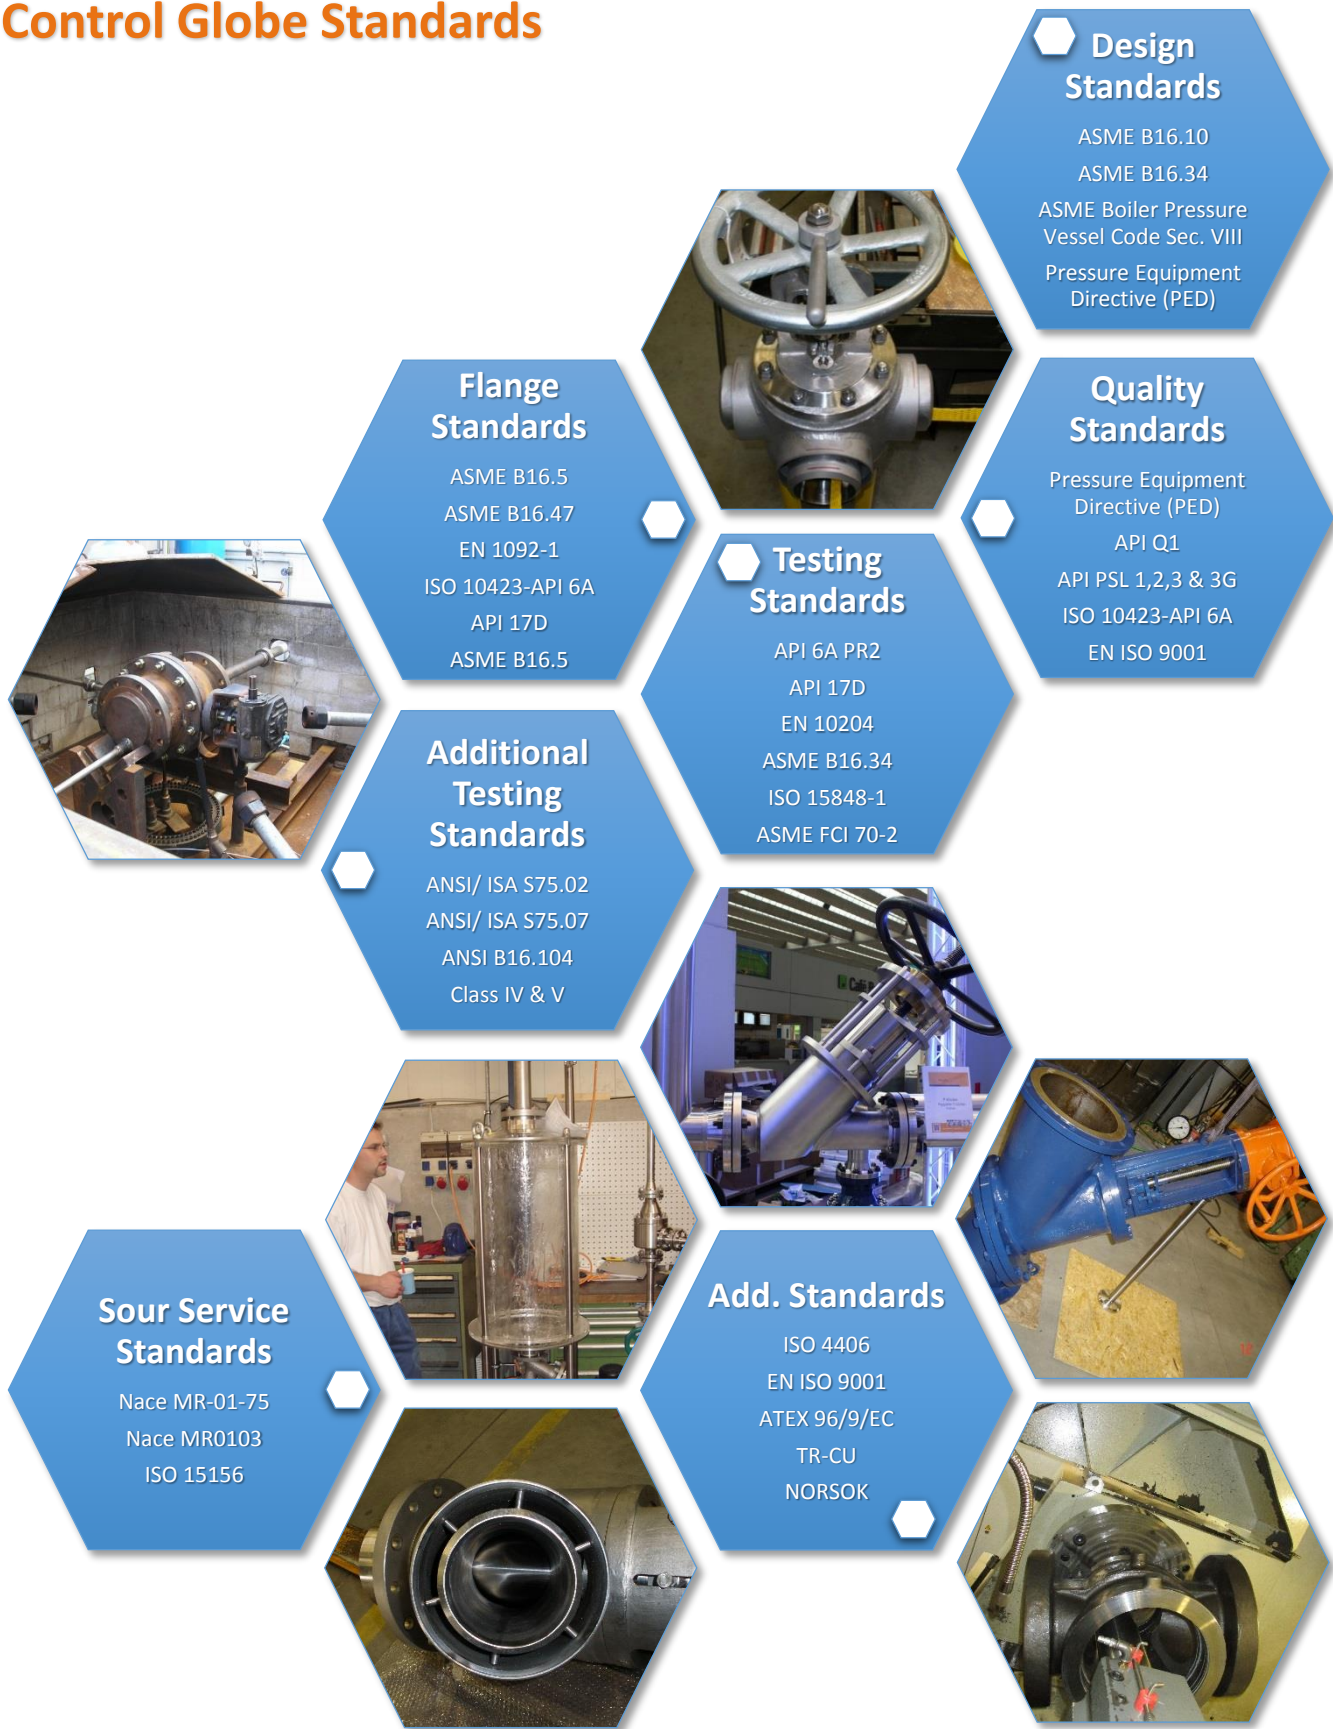 Control Globe Standards
Design
Standards
ASME B16.10
ASME B16.34
ASME Boiler Pressure
Vessel Code Sec. VIII
Pressure Equipment
Directive (PED)
Flange
Standards
ASME B16.5
ASME B16.47
EN 1092-1
ISO 10423-API 6A
API 17D
ASME B16.5
Quality
Standards
Pressure Equipment
Directive (PED)
API Q1
API PSL 1,2,3 & 3G
ISO 10423-API 6A
EN ISO 9001
Testing
Standards
API 6A PR2
API 17D
EN 10204
ASME B16.34
ISO 15848-1
ASME FCI 70-2
Additional
Testing
Standards
ANSI/ ISA S75.02
ANSI/ ISA S75.07
ANSI B16.104
Class IV & V
Café
Sour Service
Standards
Nace MR-01-75
Nace MR0103
ISO 15156
Add. Standards
ISO 4406
EN ISO 9001
ATEX 96/9/EC
TR-CU
NORSOK